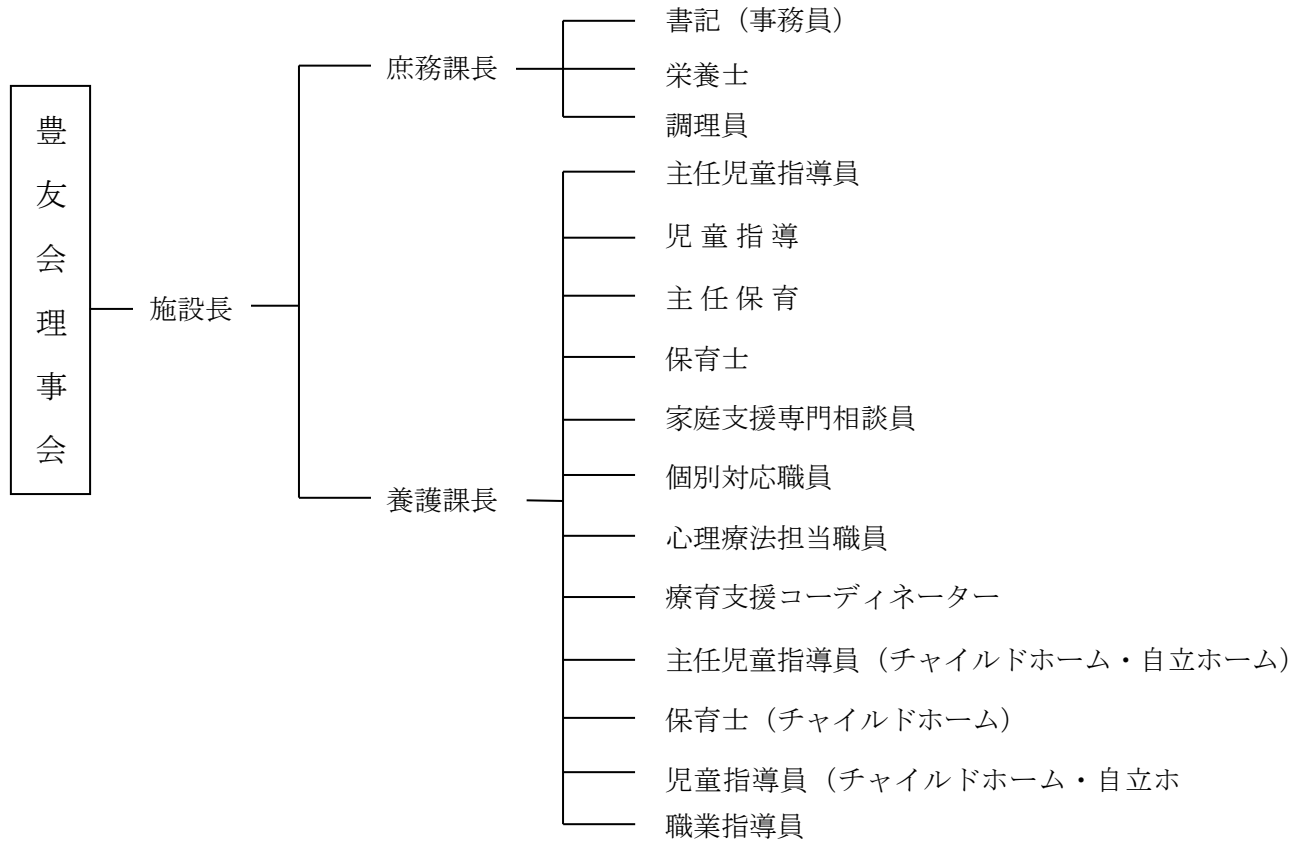 豊友会理事会
施設長
庶務課長
書記（事務員）
栄養士
調理員
養護課長
主任児童指導員
児 童 指 導
主 任 保 育
保育士
家庭支援専門相談員
個別対応職員
心理療法担当職員
療育支援コーディネーター
主任児童指導員（チャイルドホーム・自立ホーム）
保育士（チャイルドホーム）
児童指導員（チャイルドホーム・自立ホ
職業指導員